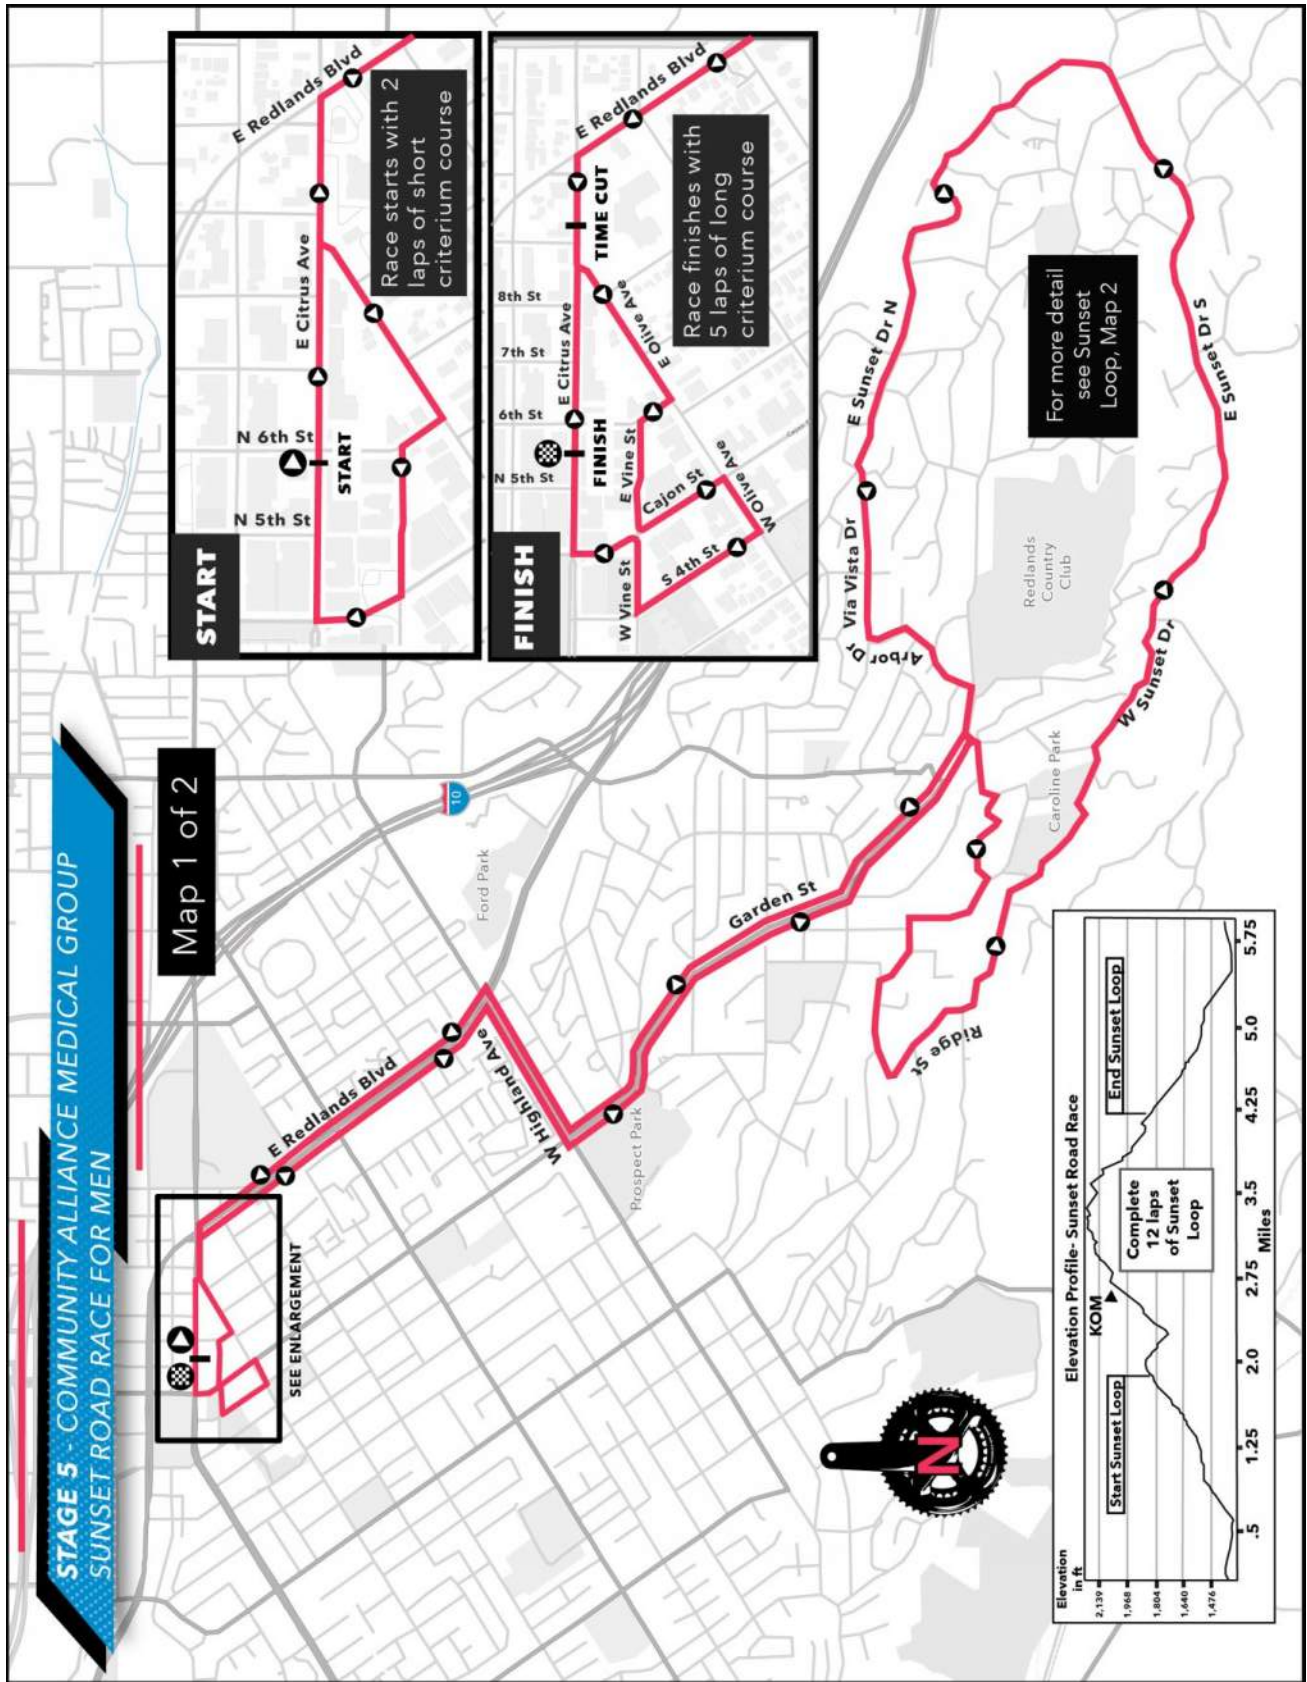 STAGE 5 - COMMUNITY ALLIANCE MEDICAL GROUP
SUNSET ROAD RACE FOR MEN
Map 1 of 2
START
N 5th St
N 6th St
START
E Citrus Ave
E Redlands Blvd
Race starts with 2
laps of short
criterium course
FINISH
N 5th St
6th St
7th St
8th St
FINISH
E Citrus Ave
TIME CUT
E Redlands Blvd
W Vine St
E Vine St
S 4th St
Cajon St
W Olive Ave
E Olive Ave
Race finishes with
5 laps of long
criterium course
SEE ENLARGEMENT
E Redlands Blvd
10
Ford Park
W Highland Ave
Prospect Park
Garden St
Ridge St
Arbor Dr
Via Vista Dr
E Sunset Dr N
Redlands
Country
Club
Caroline Park
W Sunset Dr
E Sunset Dr S
For more detail
see Sunset
Loop, Map 2
N
Elevation Profile- Sunset Road Race
Elevation
in ft
2,139
1,968
1,804
1,640
1,476
Start Sunset Loop
KOM
Complete
12 laps
of Sunset
Loop
End Sunset Loop
.5
1.25
2.0
2.75
3.5
4.25
5.0
5.75
Miles